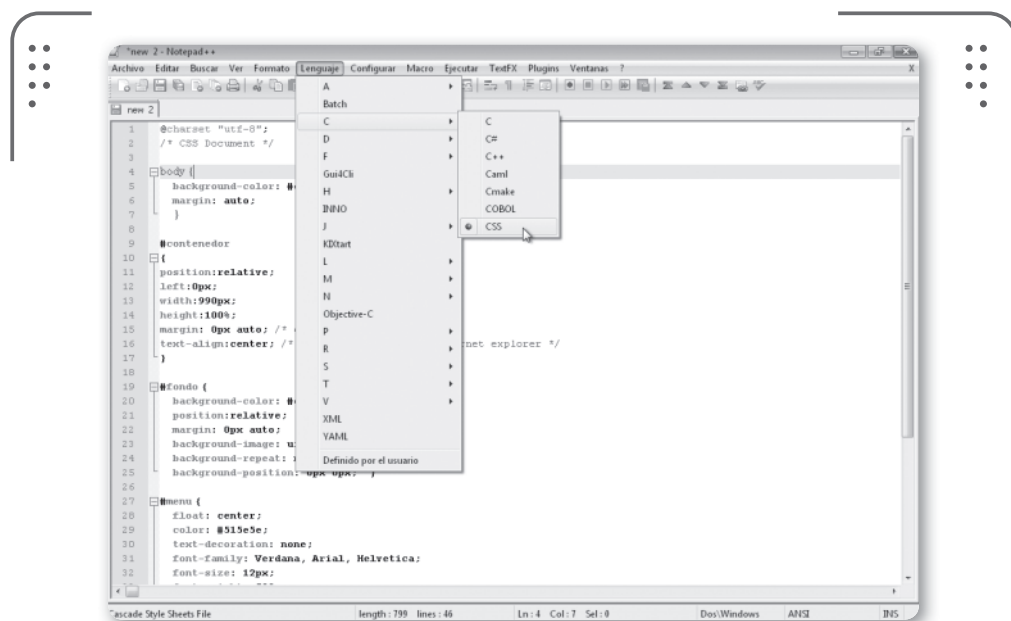 *new 2 - Notepad++
Archivo Editar Buscar Ver Formato Lenguaje Configurar Macro Ejecutar TextFX Plugins Ventanas ? X
new 2
A
Batch
C
D
F
Gui4Cli
H
INNO
J
KIXtart
L
M
N
Objective-C
P
R
S
T
V
XML
YAML
Definido por el usuario
C
C#
C++
Caml
Cmake
COBOL
CSS
1 @charset "utf-8";
2 /* CSS Document */
3
4 body {
5 background-color: #
6 margin: auto;
7 }
8
9 #contenedor
10 {
11 position:relative;
12 left:0px;
13 width:990px;
14 height:100%;
15 margin: 0px auto; /*
16 text-align:center; /* rnet explorer */
17 }
18
19 #fondo {
20 background-color: #
21 position:relative;
22 margin: 0px auto;
23 background-image: u
24 background-repeat:
25 background-position: 0px 0px; }
26
27 #menu {
28 float: center;
29 color: #515e5e;
30 text-decoration: none;
31 font-family: Verdana, Arial, Helvetica;
32 font-size: 12px;
Cascade Style Sheets File length : 799 lines : 46 Ln : 4 Col : 7 Sel : 0 Dos\Windows ANSI INS